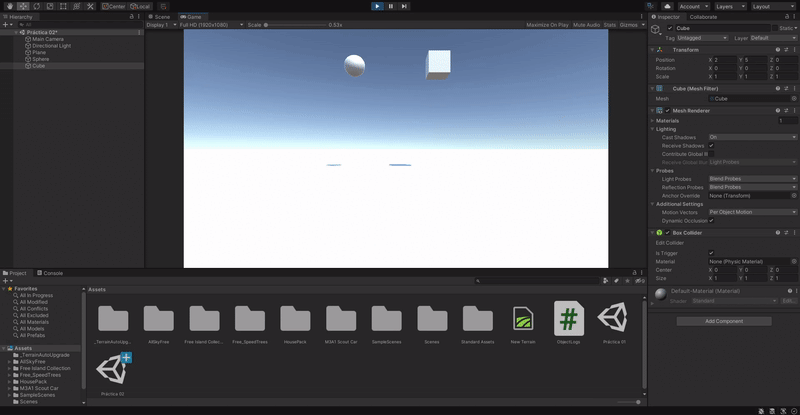 Center
Local
Account
Layers
Layout
Hierarchy
All
Práctica 02*
Main Camera
Directional Light
Plane
Sphere
Cube
Scene
Game
Display 1
Full HD (1920x1080)
Scale
0.53x
Maximize On Play
Mute Audio
Stats
Gizmos
Inspector
Collaborate
Cube
Static
Tag Untagged
Layer Default
Transform
Position X 2 Y 5 Z 0
Rotation X 0 Y 0 Z 0
Scale X 1 Y 1 Z 1
Cube (Mesh Filter)
Mesh Cube
Mesh Renderer
Materials 1
Lighting
Cast Shadows On
Receive Shadows
Contribute Global Il
Receive Global Illu Light Probes
Probes
Light Probes Blend Probes
Reflection Probes Blend Probes
Anchor Override None (Transform)
Additional Settings
Motion Vectors Per Object Motion
Dynamic Occlusion
Box Collider
Edit Collider
Is Trigger
Material None (Physic Material)
Center X 0 Y 0 Z 0
Size X 1 Y 1 Z 1
Default-Material (Material)
Shader Standard Edit...
Add Component
Project
Console
Favorites
All In Progress
All Modified
All Conflicts
All Excluded
All Materials
All Models
All Prefabs
Assets
_TerrainAutoUpgrade
AllSkyFree
Free Island Collection
Free_SpeedTrees
HousePack
M3A1 Scout Car
SampleScenes
Scenes
Assets
_TerrainAutoUp...
AllSkyFree
Free Island Collec...
Free_SpeedTrees
HousePack
M3A1 Scout Car
SampleScenes
Scenes
Standard Assets
New Terrain
ObjectLogs
Práctica 01
Práctica 02